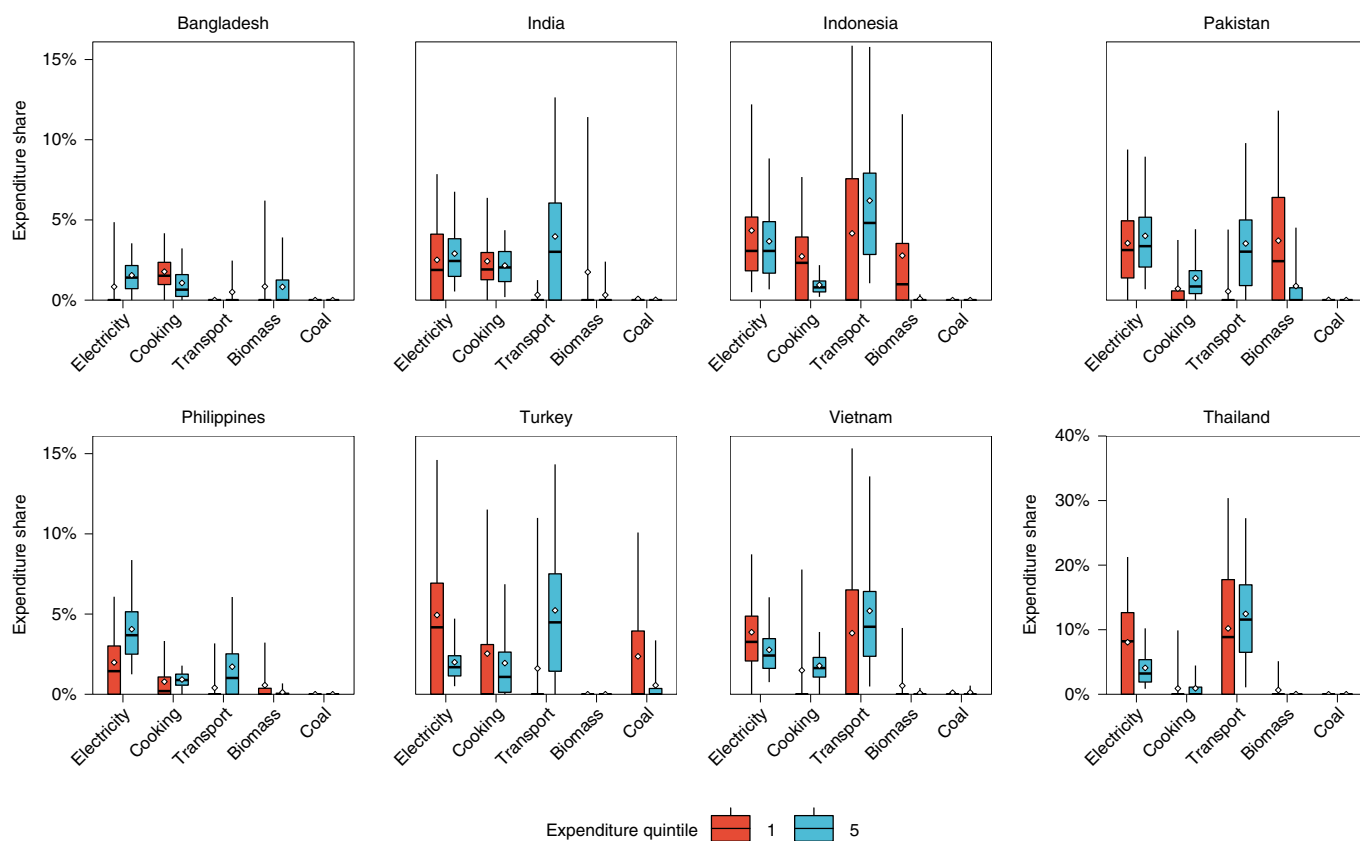 Bangladesh
India
Indonesia
Pakistan
Expenditure share
15%
10%
5%
0%
Electricity
Cooking
Transport
Biomass
Coal
Electricity
Cooking
Transport
Biomass
Coal
Electricity
Cooking
Transport
Biomass
Coal
Electricity
Cooking
Transport
Biomass
Coal
Philippines
Turkey
Vietnam
Thailand
Expenditure share
15%
10%
5%
0%
Electricity
Cooking
Transport
Biomass
Coal
Electricity
Cooking
Transport
Biomass
Coal
Electricity
Cooking
Transport
Biomass
Coal
Expenditure share
40%
30%
20%
10%
0%
Electricity
Cooking
Transport
Biomass
Coal
Expenditure quintile 1 5